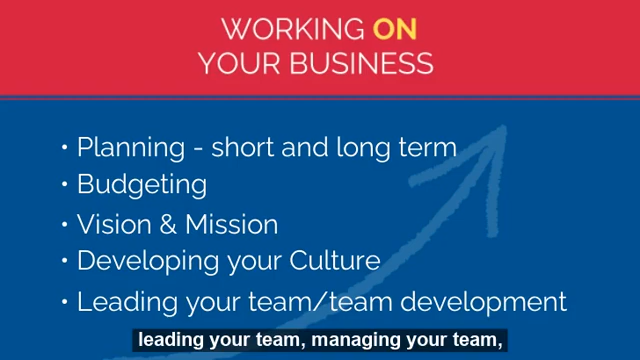 WORKING ON
YOUR BUSINESS
• Planning - short and long term
• Budgeting
• Vision & Mission
• Developing your Culture
• Leading your team/team development
leading your team, managing your team,